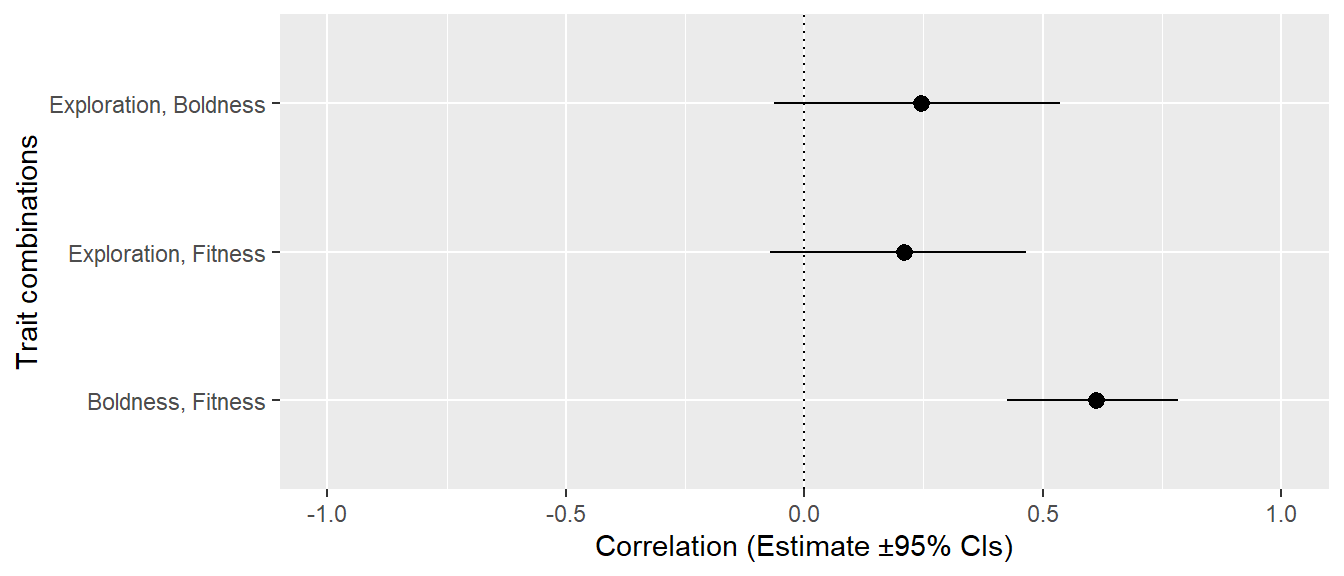 Trait combinations
Exploration, Boldness
Exploration, Fitness
Boldness, Fitness
-1.0
-0.5
0.0
0.5
1.0
Correlation (Estimate ±95% CIs)